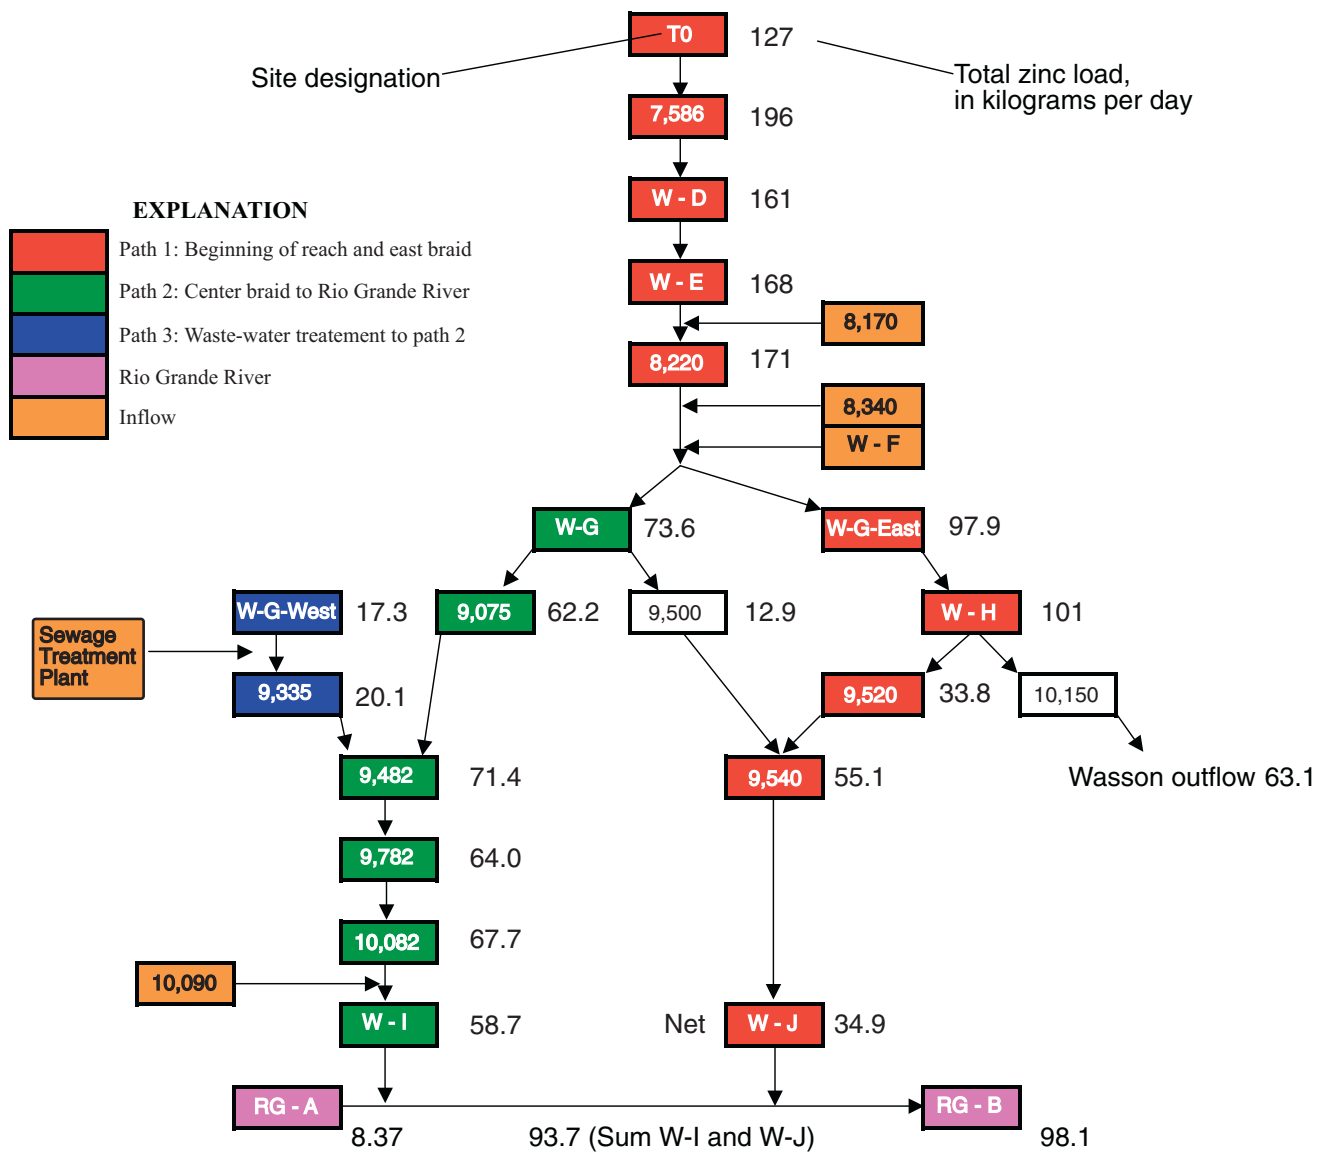 T0 127
Site designation
Total zinc load,
in kilograms per day
7,586 196
W - D 161
EXPLANATION
Path 1: Beginning of reach and east braid
Path 2: Center braid to Rio Grande River
Path 3: Waste-water treatement to path 2
Rio Grande River
Inflow
W - E 168
8,170
8,220 171
8,340
W - F
W-G 73.6
W-G-East 97.9
W-G-West 17.3
9,075 62.2
9,500 12.9
W - H 101
Sewage
Treatment
Plant
9,335 20.1
9,520 33.8
10,150
9,482 71.4
9,540 55.1
Wasson outflow 63.1
9,782 64.0
10,082 67.7
10,090
W - I 58.7
Net W - J 34.9
RG - A
RG - B
8.37
93.7 (Sum W-I and W-J)
98.1